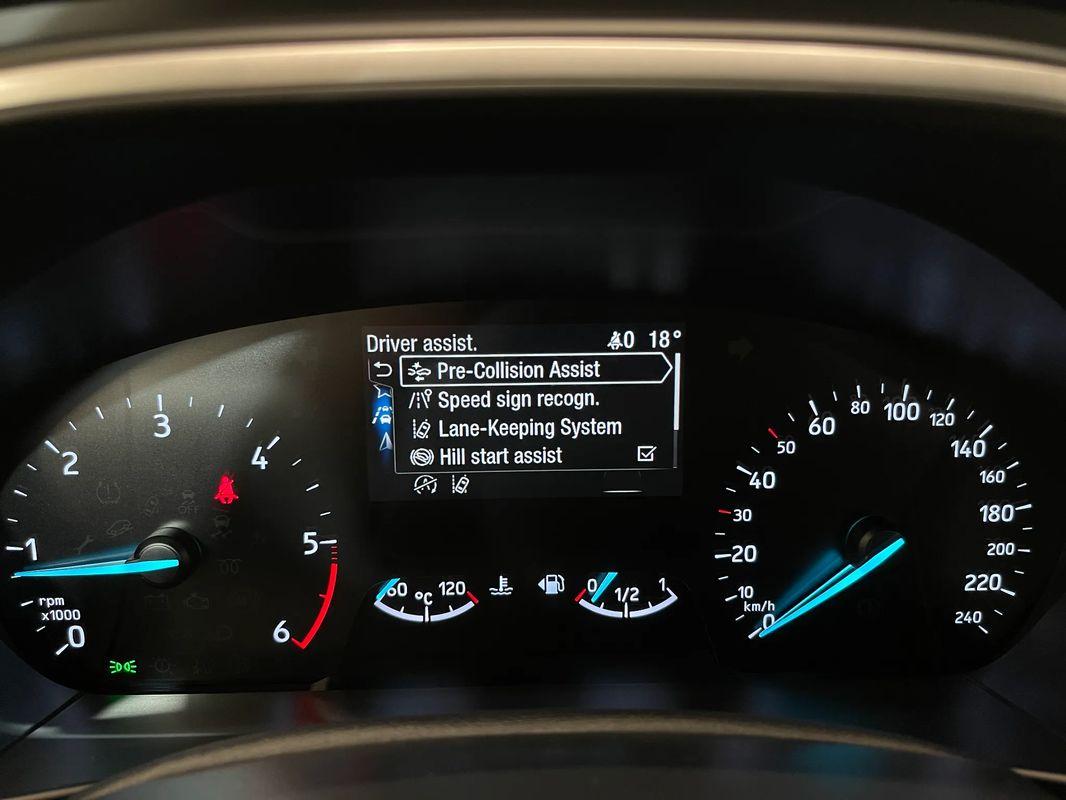 Driver assist.
0 18°
Pre-Collision Assist
Speed sign recogn.
Lane-Keeping System
Hill start assist
0
1
2
3
4
5
6
rpm
x1000
OFF
60 °C 120
0 1/2 1
km/h
0
10
20
30
40
50
60
80
100
120
140
160
180
200
220
240